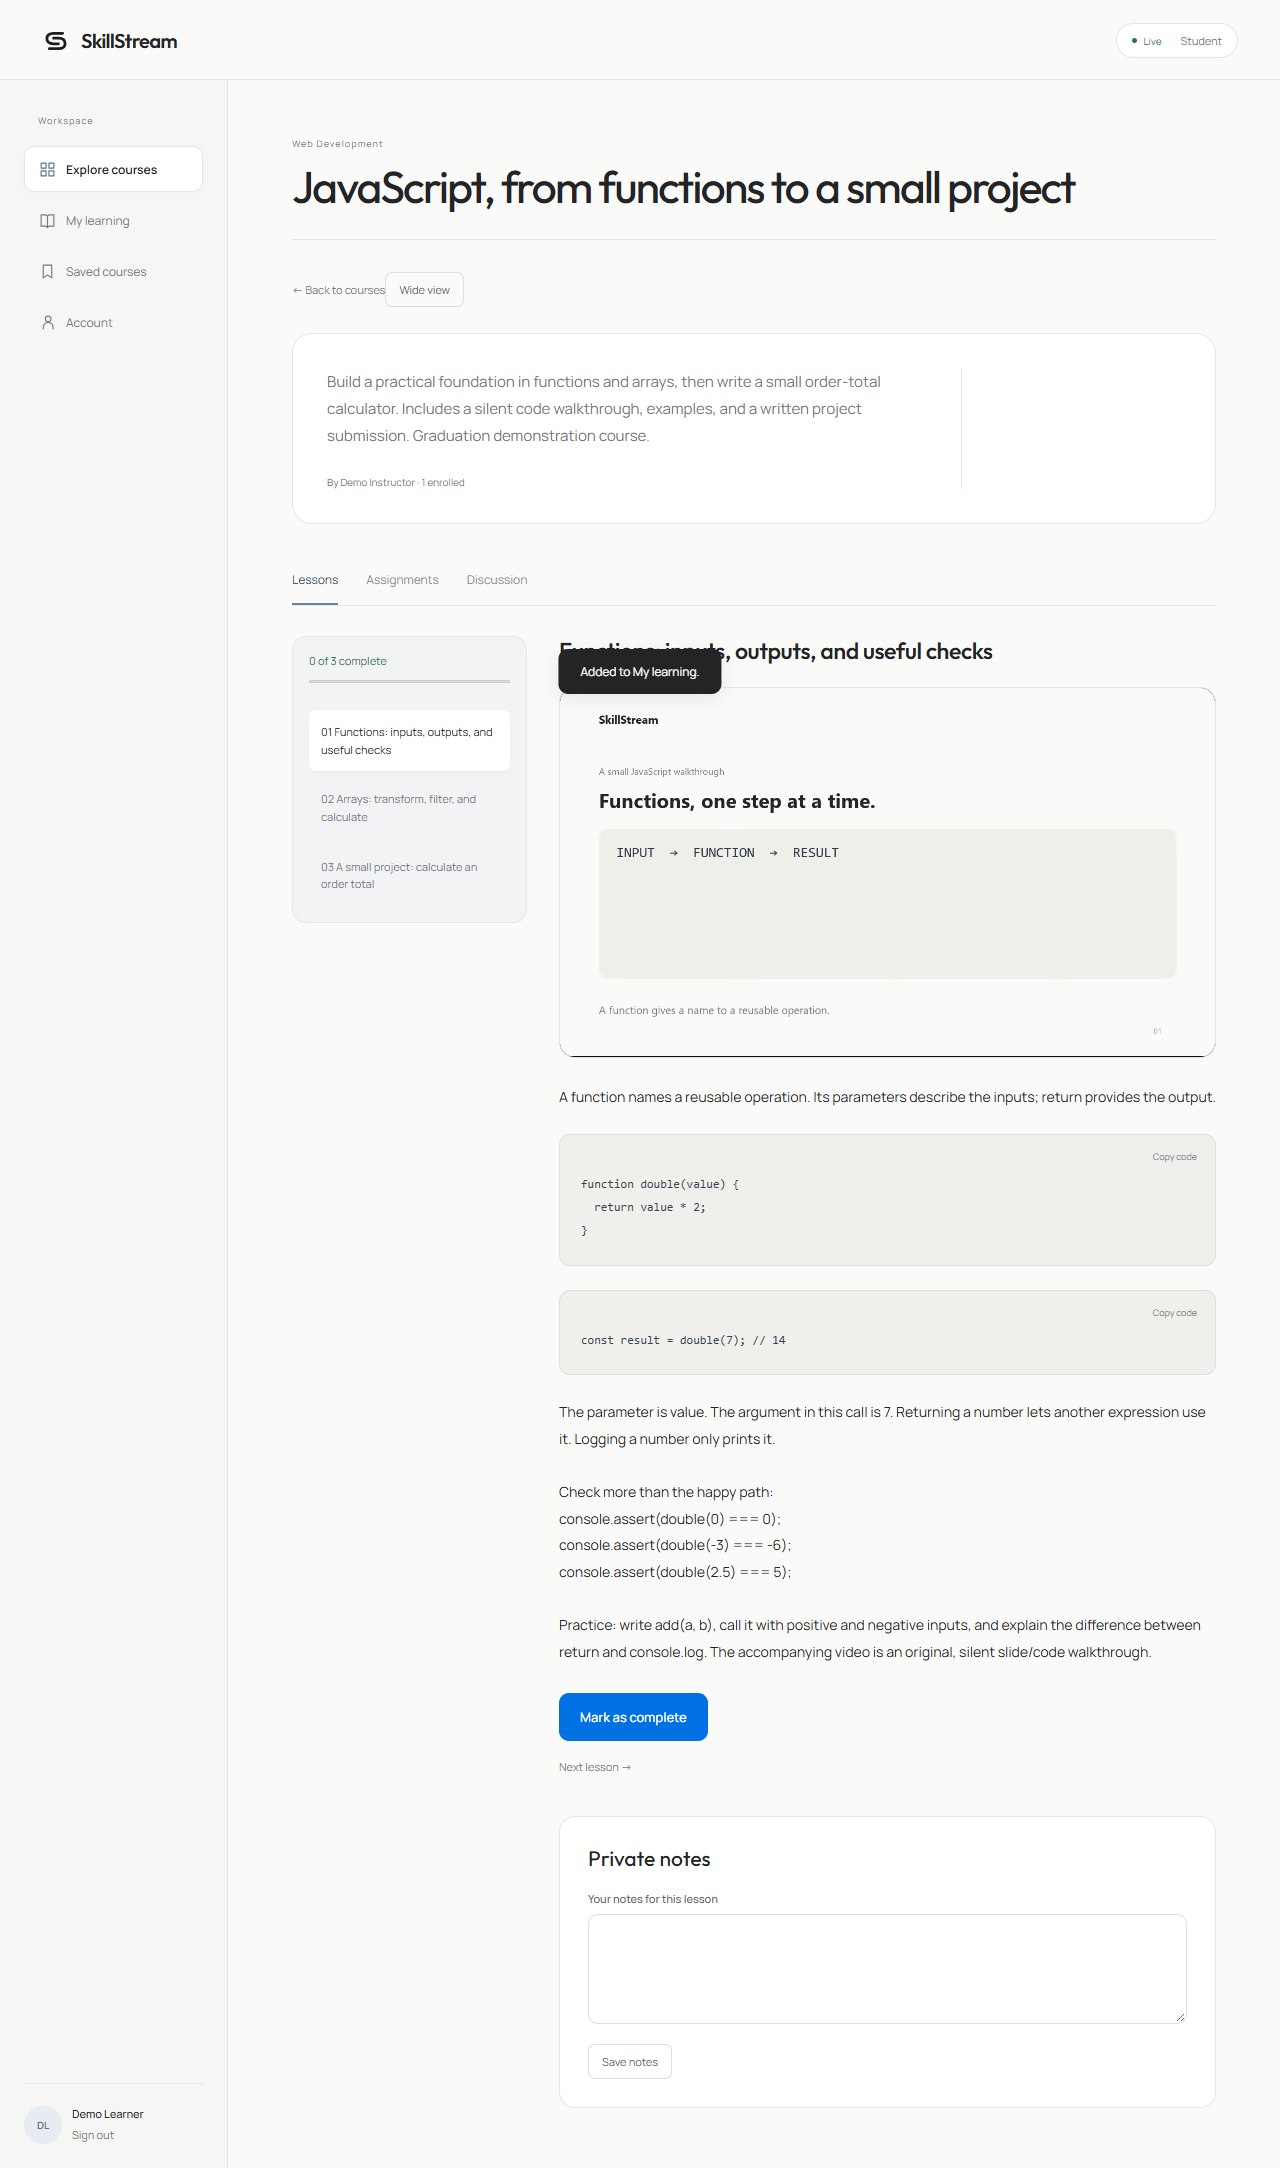 SkillStream
Live Student
Workspace
Explore courses
My learning
Saved courses
Account
Web Development
JavaScript, from functions to a small project
← Back to courses
Wide view
Build a practical foundation in functions and arrays, then write a small order-total
calculator. Includes a silent code walkthrough, examples, and a written project
submission. Graduation demonstration course.
By Demo Instructor · 1 enrolled
Lessons Assignments Discussion
0 of 3 complete
01 Functions: inputs, outputs, and
useful checks
02 Arrays: transform, filter, and
calculate
03 A small project: calculate an
order total
Functions: inputs, outputs, and useful checks
Added to My learning.
SkillStream
A small JavaScript walkthrough
Functions, one step at a time.
INPUT → FUNCTION → RESULT
A function gives a name to a reusable operation.
01
A function names a reusable operation. Its parameters describe the inputs; return provides the output.
Copy code
function double(value) {
  return value * 2;
}
Copy code
const result = double(7); // 14
The parameter is value. The argument in this call is 7. Returning a number lets another expression use
it. Logging a number only prints it.
Check more than the happy path:
console.assert(double(0) === 0);
console.assert(double(-3) === -6);
console.assert(double(2.5) === 5);
Practice: write add(a, b), call it with positive and negative inputs, and explain the difference between
return and console.log. The accompanying video is an original, silent slide/code walkthrough.
Mark as complete
Next lesson →
Private notes
Your notes for this lesson
Save notes
DL
Demo Learner
Sign out